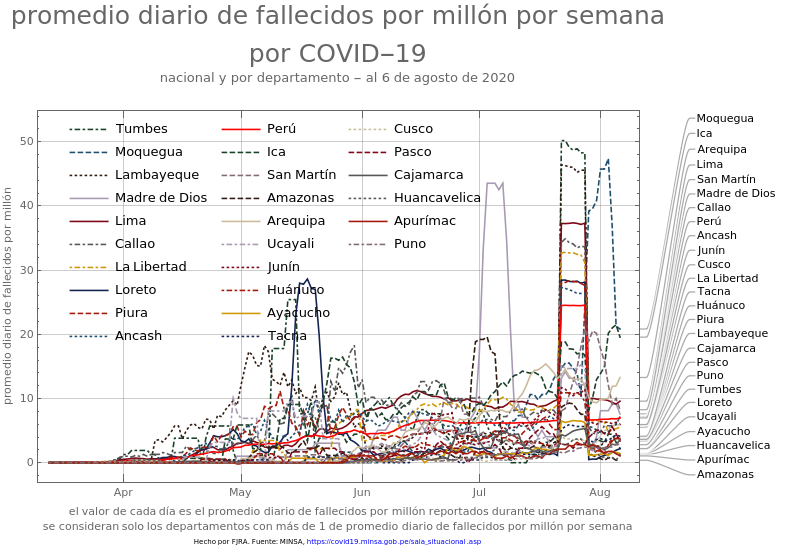 promedio diario de fallecidos por millón por semana
por COVID‒19
nacional y por departamento ‒ al 6 de agosto de 2020
promedio diario de fallecidos por millón
50
40
30
20
10
0
Apr May Jun Jul Aug
Tumbes Perú Cusco
Moquegua Ica Pasco
Lambayeque San Martín Cajamarca
Madre de Dios Amazonas Huancavelica
Lima Arequipa Apurímac
Callao Ucayali Puno
La Libertad Junín
Loreto Huánuco
Piura Ayacucho
Ancash Tacna
Moquegua
Ica
Arequipa
Lima
San Martín
Madre de Dios
Callao
Perú
Ancash
Junín
Cusco
La Libertad
Tacna
Huánuco
Piura
Lambayeque
Cajamarca
Pasco
Puno
Tumbes
Loreto
Ucayali
Ayacucho
Huancavelica
Apurímac
Amazonas
el valor de cada día es el promedio diario de fallecidos por millón reportados durante una semana
se consideran solo los departamentos con más de 1 de promedio diario de fallecidos por millón por semana
Hecho por FJRA. Fuente: MINSA, https://covid19.minsa.gob.pe/sala_situacional.asp